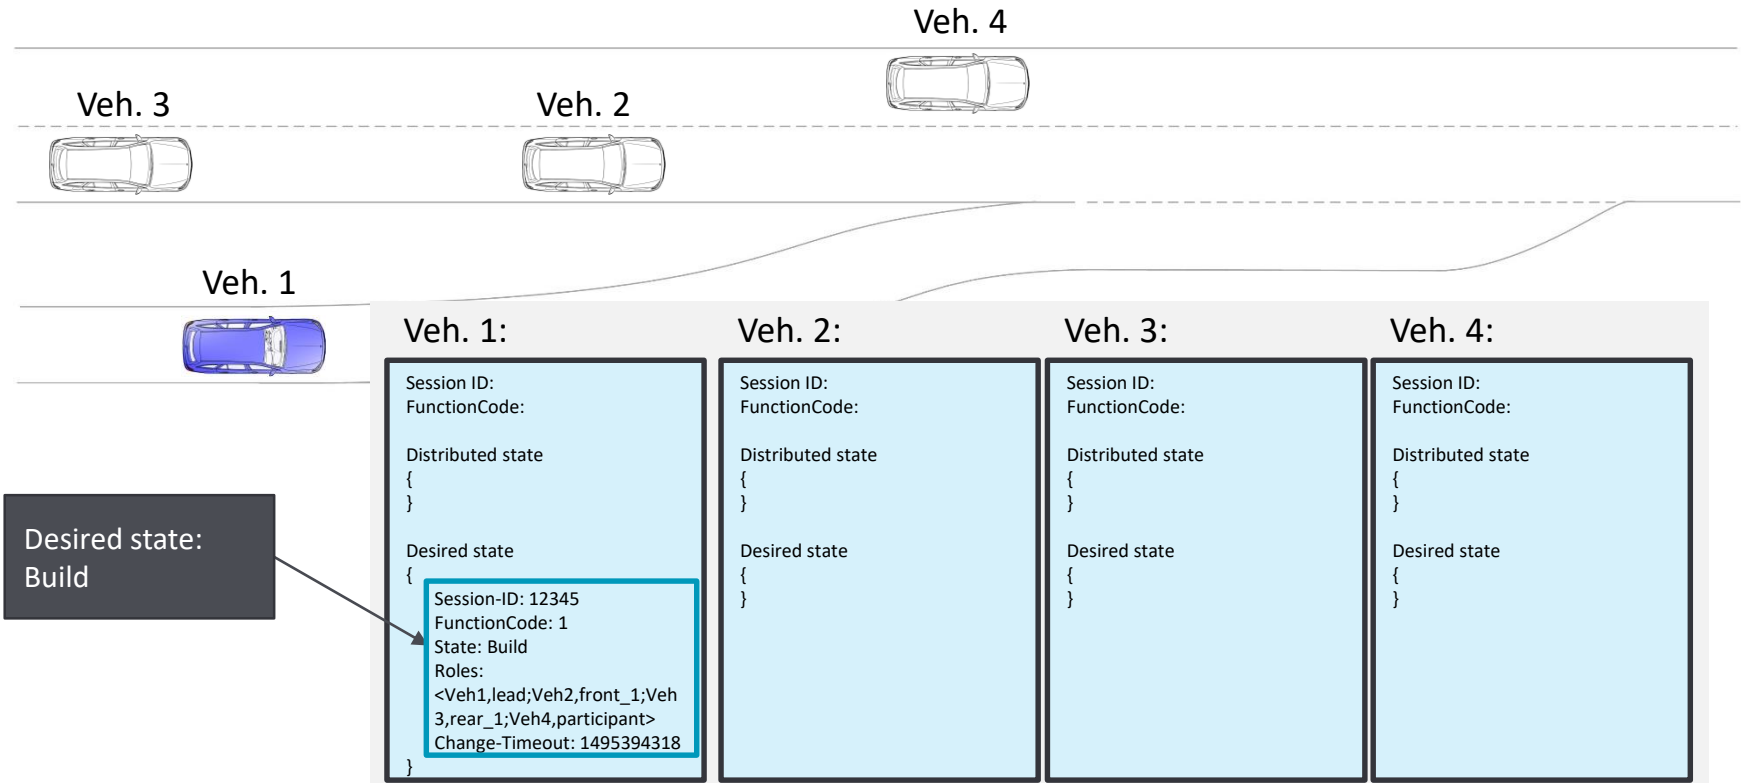 Veh. 4
Veh. 3
Veh. 2
Veh. 1
Desired state:
Build
Veh. 1:
Session ID:
FunctionCode:
Distributed state
{
}
Desired state
{
Session-ID: 12345
FunctionCode: 1
State: Build
Roles:
<Veh1,lead;Veh2,front_1;Veh
3,rear_1;Veh4,participant>
Change-Timeout: 1495394318
}
Veh. 2:
Session ID:
FunctionCode:
Distributed state
{
}
Desired state
{
}
Veh. 3:
Session ID:
FunctionCode:
Distributed state
{
}
Desired state
{
}
Veh. 4:
Session ID:
FunctionCode:
Distributed state
{
}
Desired state
{
}